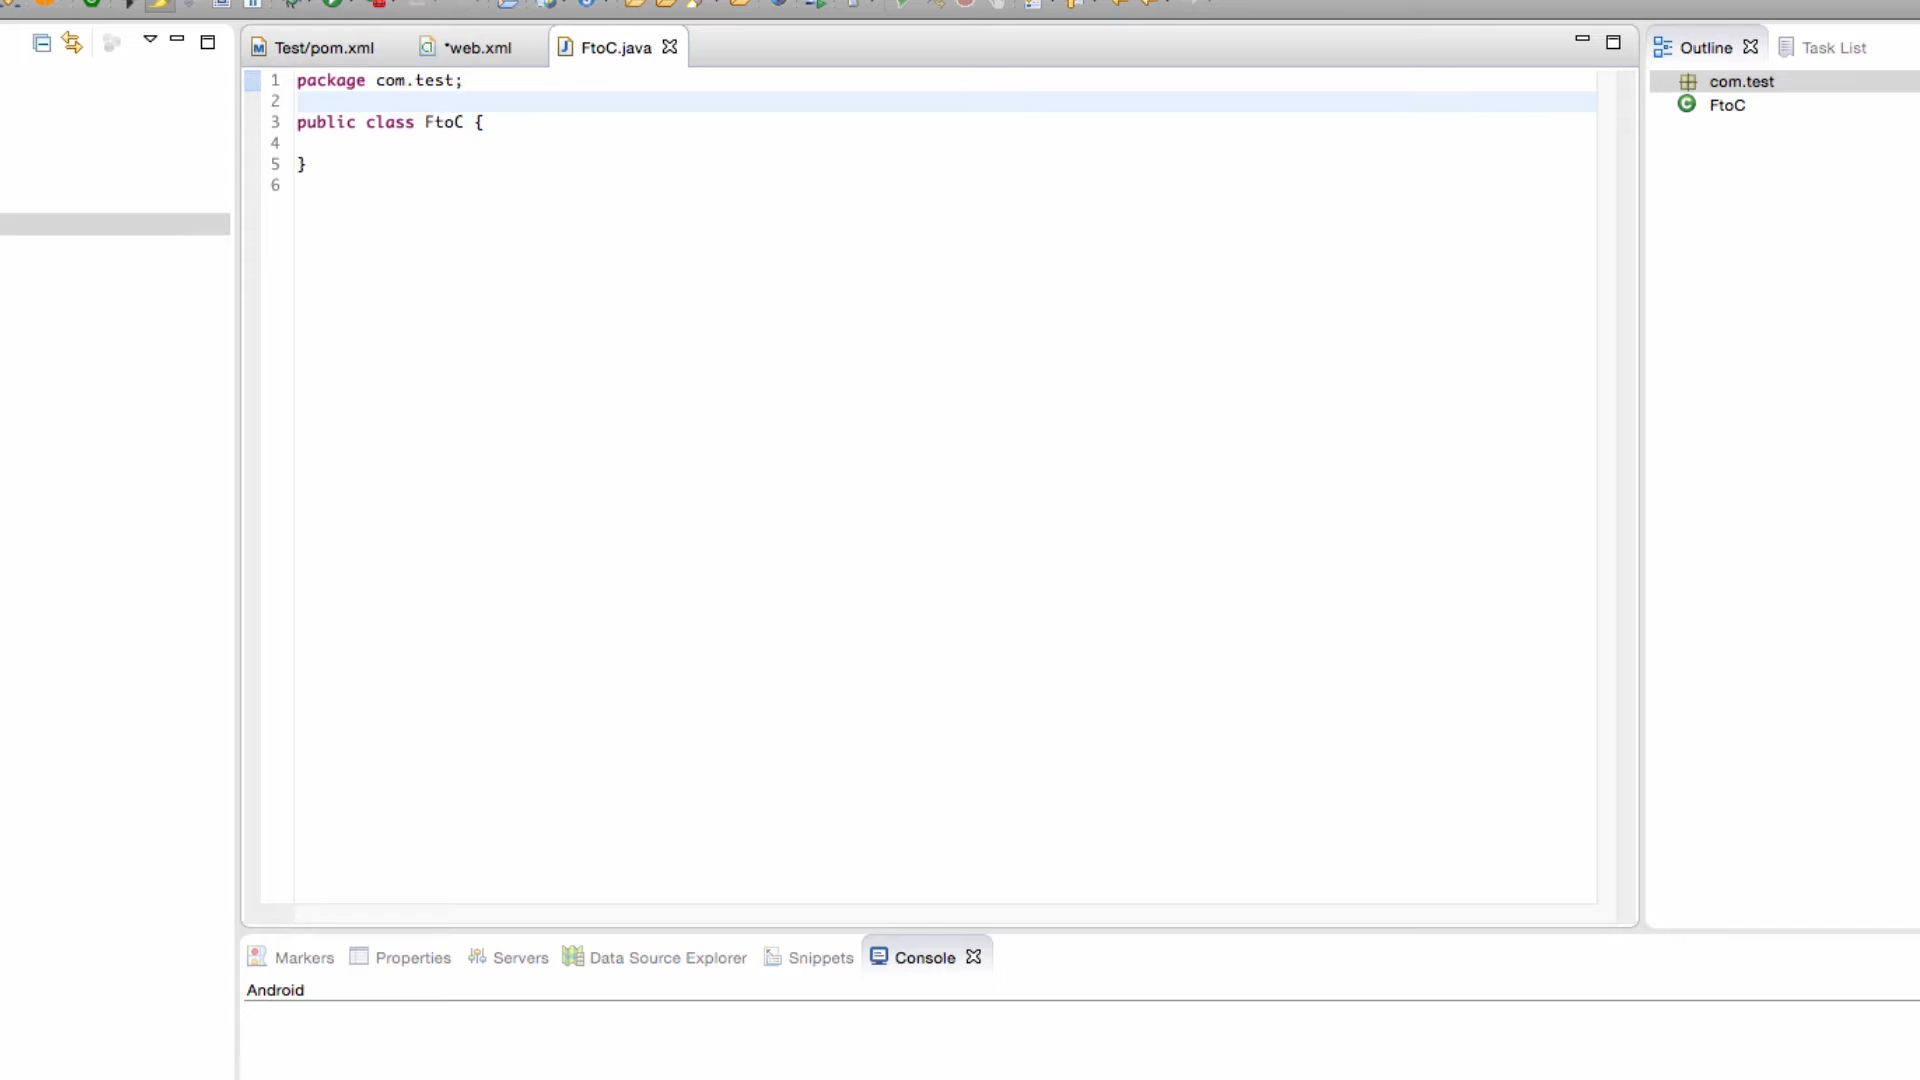 Test/pom.xml *web.xml FtoC.java
Outline Task List
1 package com.test;
2
3 public class FtoC {
4
5 }
6
com.test
FtoC
Markers Properties Servers Data Source Explorer Snippets Console
Android